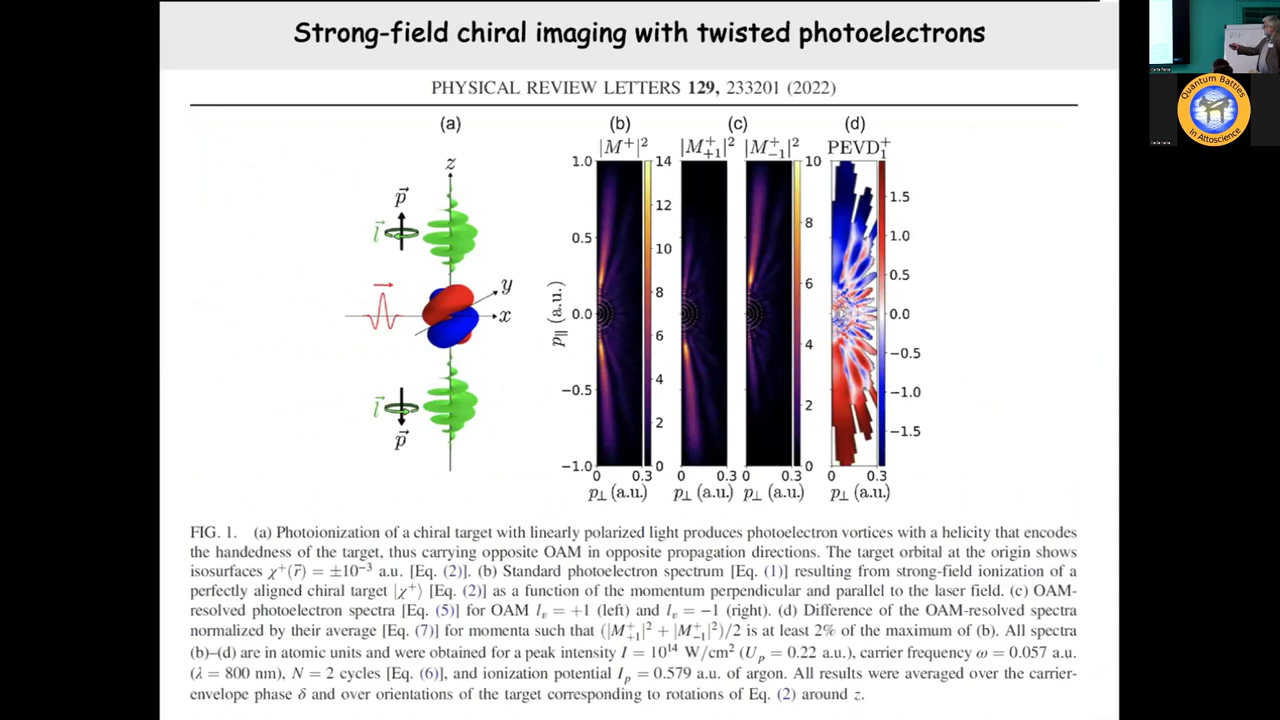 Strong-field chiral imaging with twisted photoelectrons
PHYSICAL REVIEW LETTERS 129, 233201 (2022)
(a) (b) (c) (d)
|M⁺|² |M⁺₊₁|² |M⁺₋₁|² PEVD⁺₁
z
p⃗
l⃗
y
x
l⃗
p⃗
p∥ (a.u.)
1.0
0.5
0.0
−0.5
−1.0
14
12
10
8
6
4
2
0
10
8
6
4
2
0
1.5
1.0
0.5
0.0
−0.5
−1.0
−1.5
0 0.3 0 0.3 0 0.3 0 0.3
p⊥ (a.u.) p⊥ (a.u.) p⊥ (a.u.) p⊥ (a.u.)
FIG. 1. (a) Photoionization of a chiral target with linearly polarized light produces photoelectron vortices with a helicity that encodes
the handedness of the target, thus carrying opposite OAM in opposite propagation directions. The target orbital at the origin shows
isosurfaces χ⁺(r⃗) = ±10⁻³ a.u. [Eq. (2)]. (b) Standard photoelectron spectrum [Eq. (1)] resulting from strong-field ionization of a
perfectly aligned chiral target |χ⁺⟩ [Eq. (2)] as a function of the momentum perpendicular and parallel to the laser field. (c) OAM-
resolved photoelectron spectra [Eq. (5)] for OAM lᵥ = +1 (left) and lᵥ = −1 (right). (d) Difference of the OAM-resolved spectra
normalized by their average [Eq. (7)] for momenta such that (|M⁺₊₁|² + |M⁺₋₁|²)/2 is at least 2% of the maximum of (b). All spectra
(b)–(d) are in atomic units and were obtained for a peak intensity I = 10¹⁴ W/cm² (Uₚ = 0.22 a.u.), carrier frequency ω = 0.057 a.u.
(λ = 800 nm), N = 2 cycles [Eq. (6)], and ionization potential Iₚ = 0.579 a.u. of argon. All results were averaged over the carrier-
envelope phase δ and over orientations of the target corresponding to rotations of Eq. (2) around z.
Quantum Battles
In Attoscience